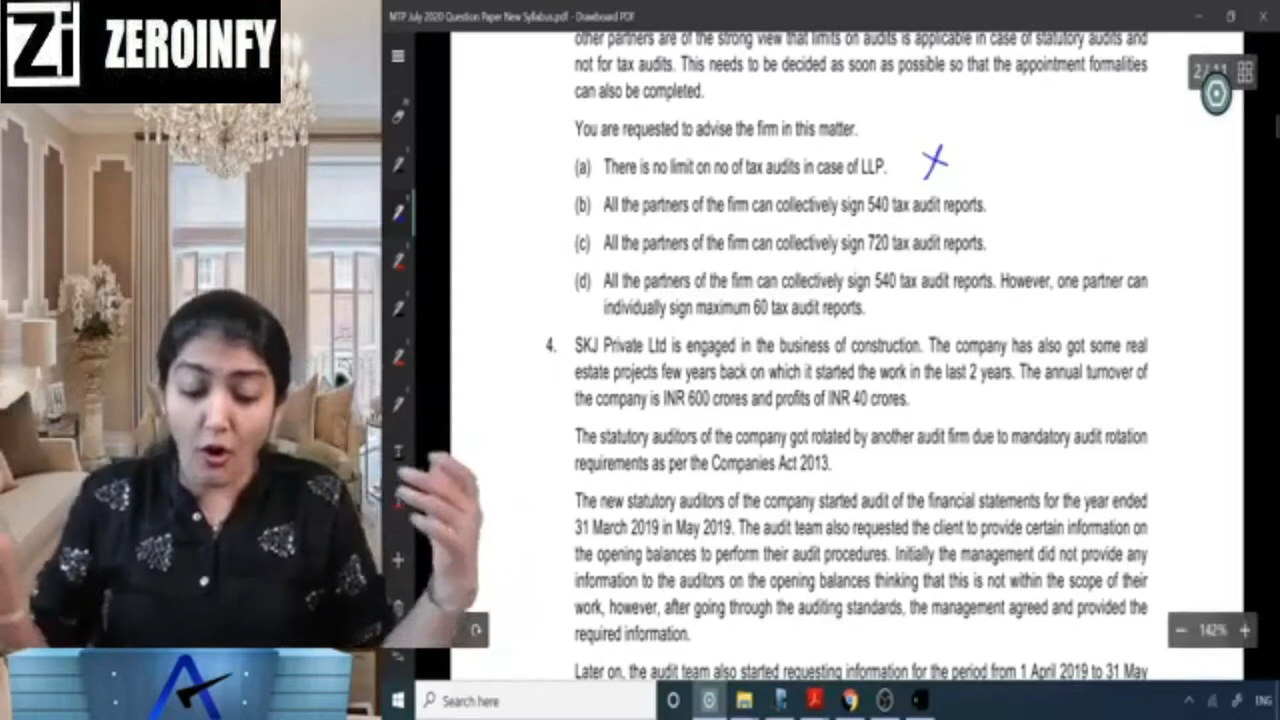 ZEROINFY
MTP July 2020 Question Paper New Syllabus.pdf - Drawboard PDF
other partners are of the strong view that limits on audits is applicable in case of statutory audits and
not for tax audits. This needs to be decided as soon as possible so that the appointment formalities
can also be completed.
2/11
You are requested to advise the firm in this matter.
(a) There is no limit on no of tax audits in case of LLP.
(b) All the partners of the firm can collectively sign 540 tax audit reports.
(c) All the partners of the firm can collectively sign 720 tax audit reports.
(d) All the partners of the firm can collectively sign 540 tax audit reports. However, one partner can
individually sign maximum 60 tax audit reports.
4. SKJ Private Ltd is engaged in the business of construction. The company has also got some real
estate projects few years back on which it started the work in the last 2 years. The annual turnover of
the company is INR 600 crores and profits of INR 40 crores.
The statutory auditors of the company got rotated by another audit firm due to mandatory audit rotation
requirements as per the Companies Act 2013.
The new statutory auditors of the company started audit of the financial statements for the year ended
31 March 2019 in May 2019. The audit team also requested the client to provide certain information on
the opening balances to perform their audit procedures. Initially the management did not provide any
information to the auditors on the opening balances thinking that this is not within the scope of their
work, however, after going through the auditing standards, the management agreed and provided the
required information.
142%
Later on, the audit team also started requesting information for the period from 1 April 2019 to 31 May
Search here
ENG